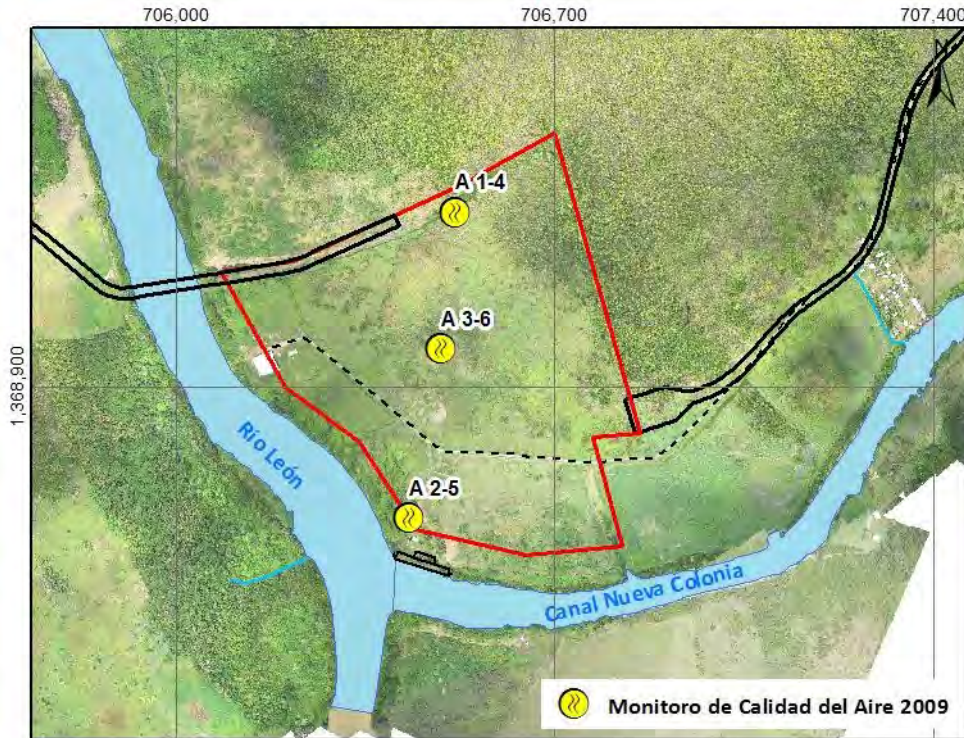 706,000
706,700
707,400
A 1-4
A 3-6
1,368,900
Río León
A 2-5
Canal Nueva Colonia
Monitoro de Calidad del Aire 2009